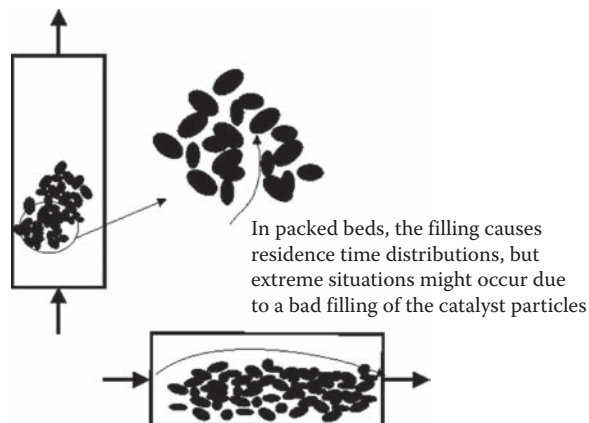 In packed beds, the filling causes
residence time distributions, but
extreme situations might occur due
to a bad filling of the catalyst particles